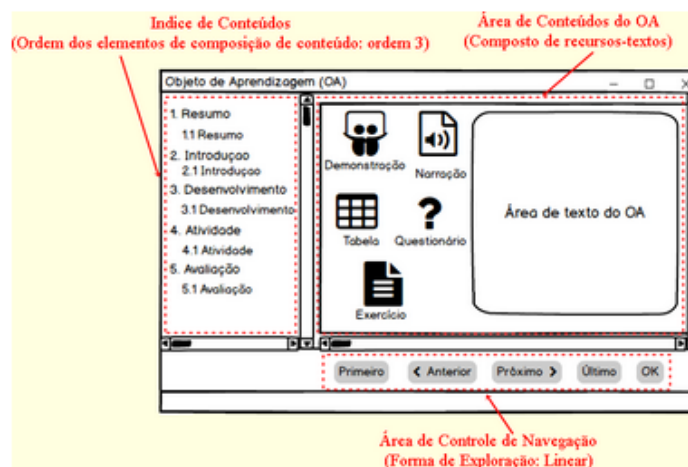 Indice de Conteúdos
(Ordem dos elementos de composição de conteúdo: ordem 3)
Área de Conteúdos do OA
(Composto de recursos-textos)
Objeto de Aprendizagem (OA)
1. Resumo
1.1 Resumo
2. Introduçao
2.1 Introduçao
3. Desenvolvimento
3.1 Desenvolvimento
4. Atividade
4.1 Atividade
5. Avaliação
5.1 Avaliação
Demonstração
Narração
Tabela
Questionário
Exercício
Área de texto do OA
Primeiro
Anterior
Próximo
Último
OK
Área de Controle de Navegação
(Forma de Exploração: Linear)